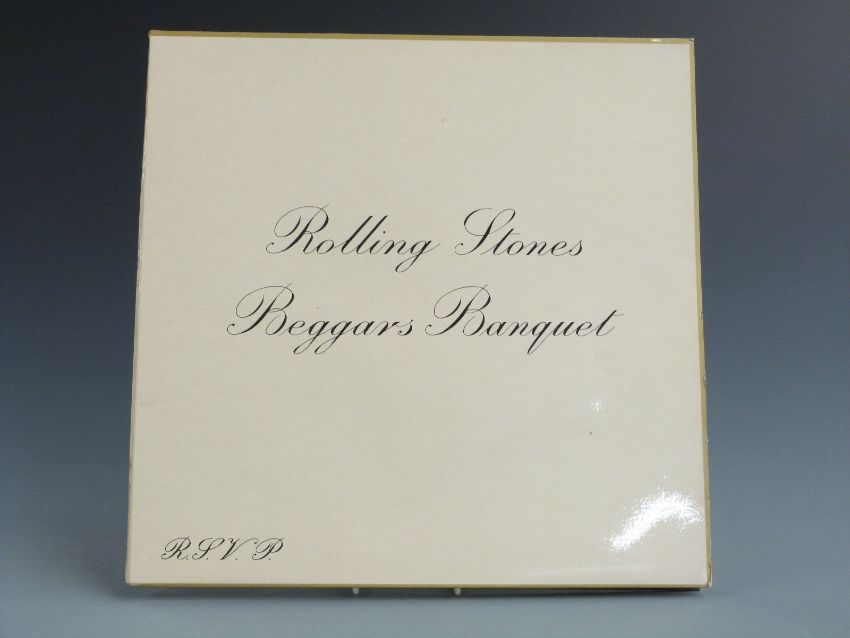 Rolling Stones
Beggars Banquet
R.S.V.P.